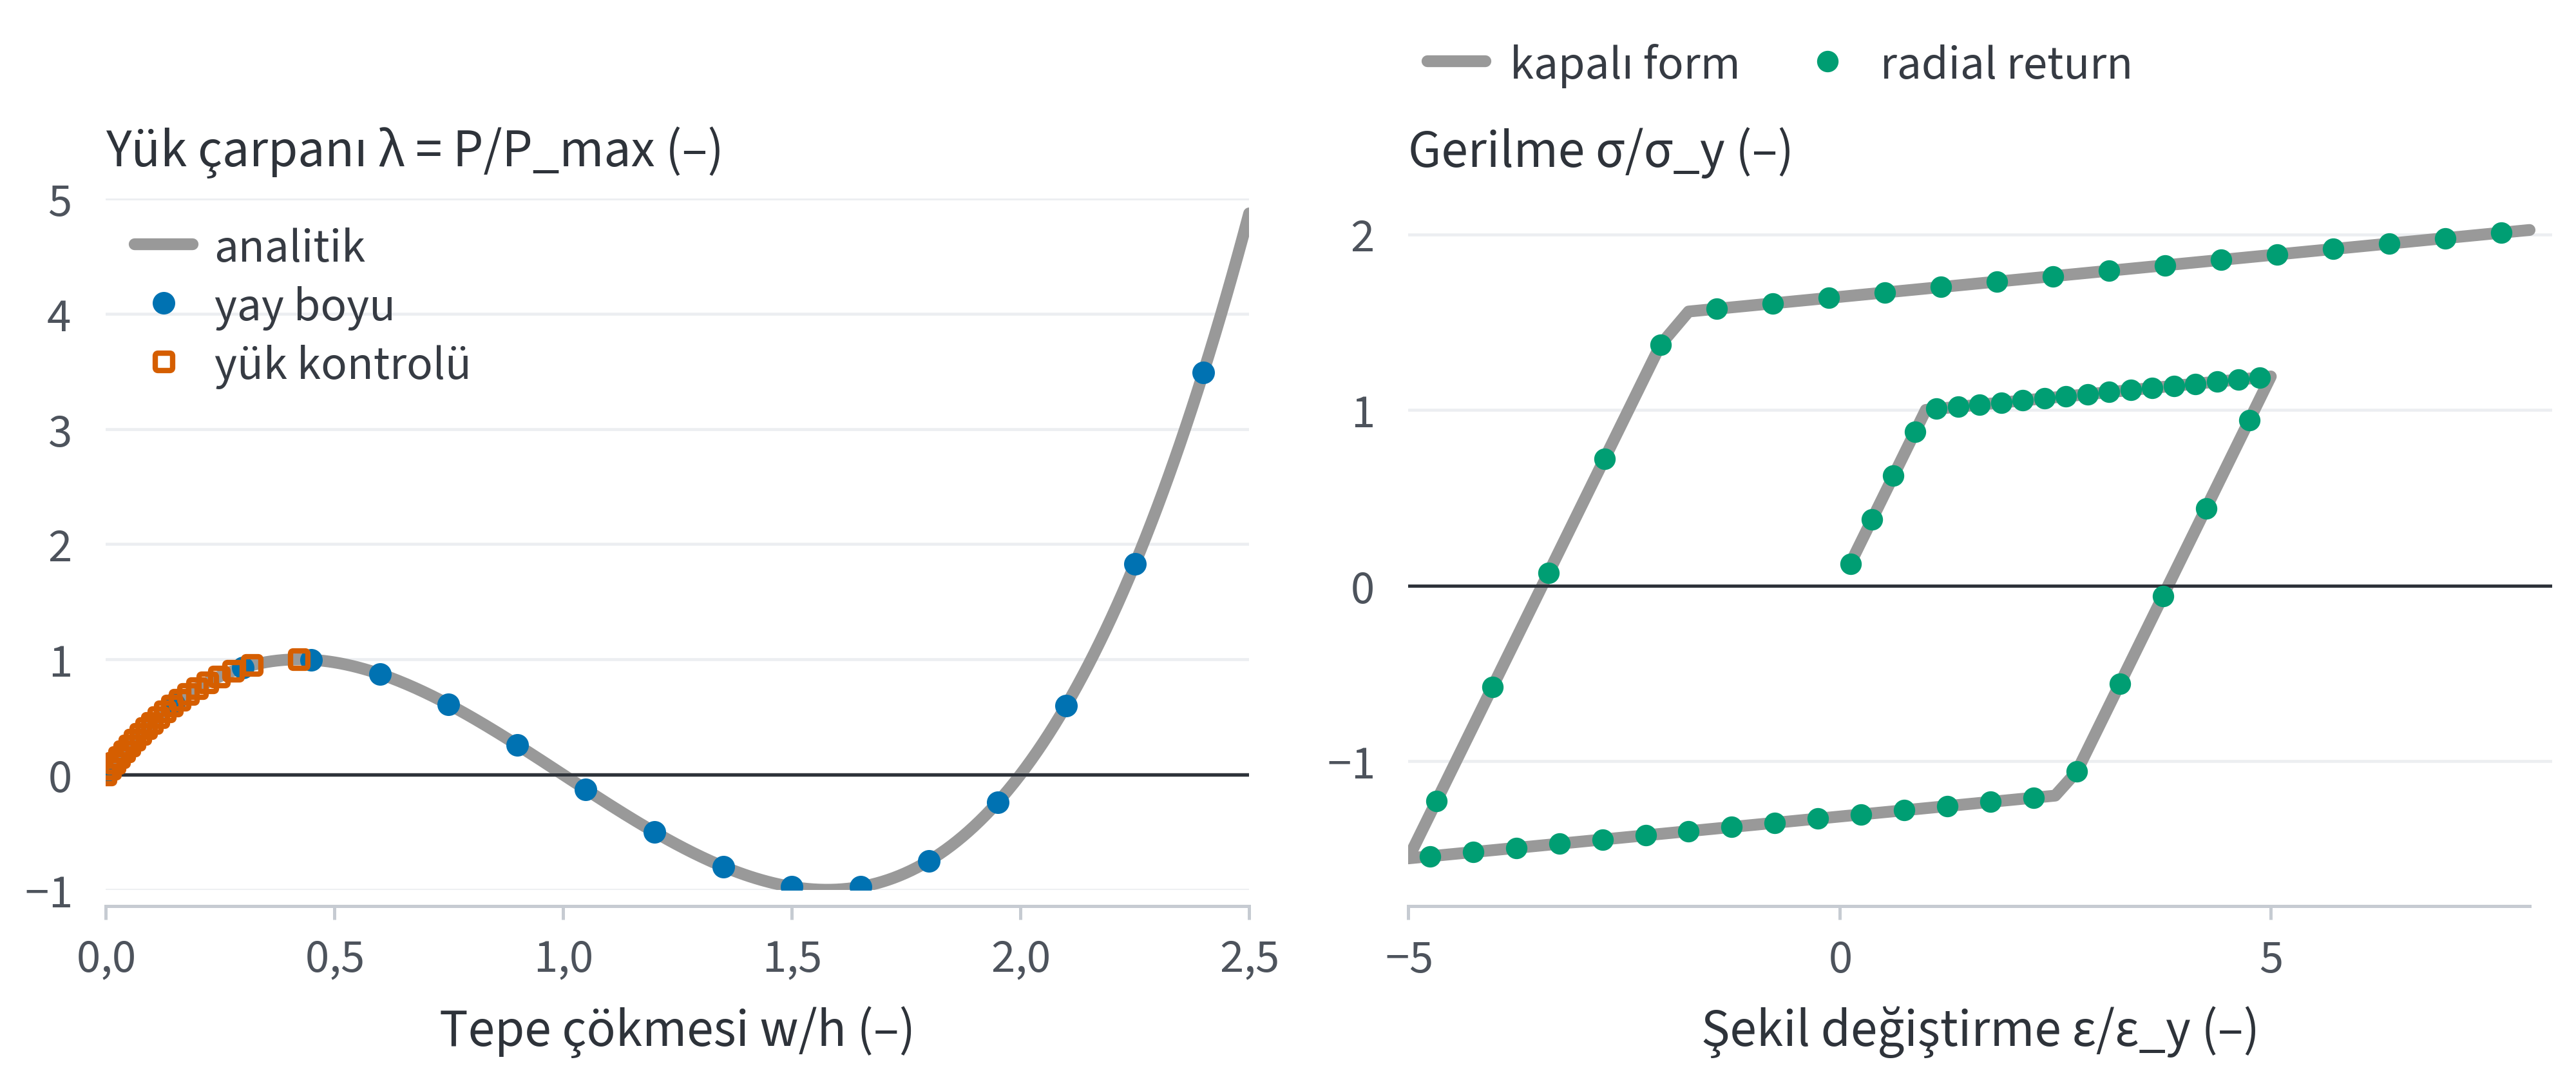 kapalı form
radial return
Yük çarpanı λ = P/P_max (–)
5
4
3
2
1
0
−1
analitik
yay boyu
yük kontrolü
0,0
0,5
1,0
1,5
2,0
2,5
Tepe çökmesi w/h (–)
Gerilme σ/σ_y (–)
2
1
0
−1
−5
0
5
Şekil değiştirme ε/ε_y (–)